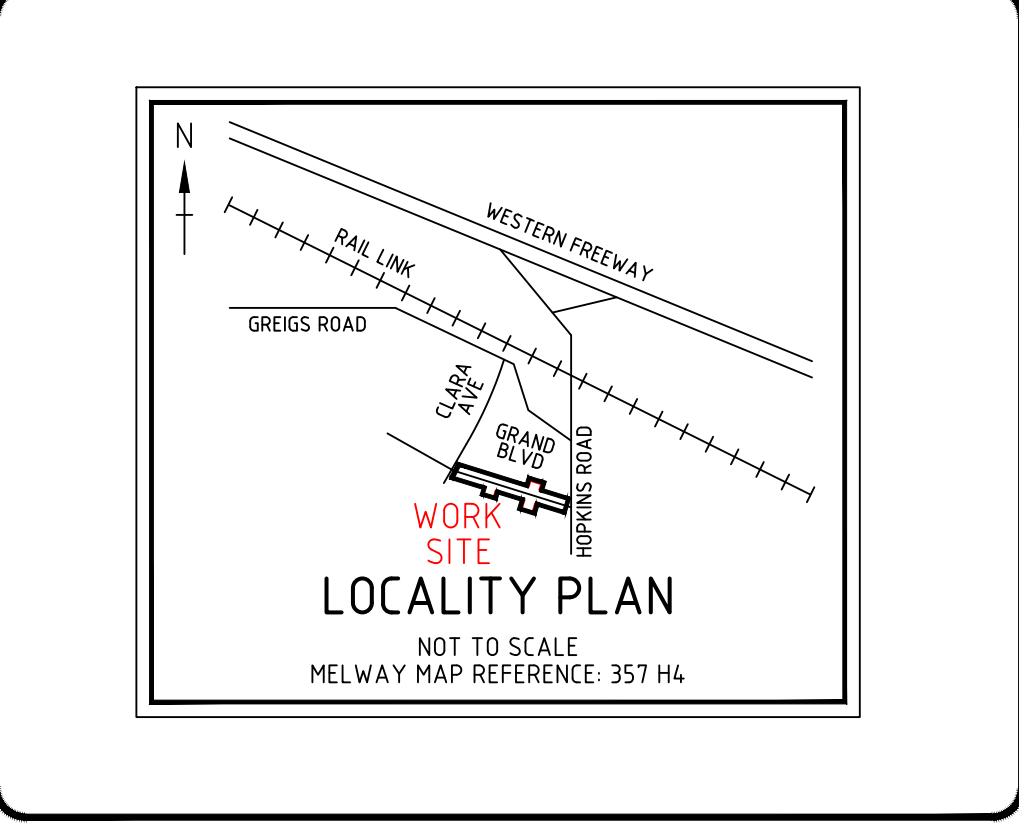 N
WESTERN FREEWAY
RAIL LINK
GREIGS ROAD
CLARA
AVE
GRAND
BLVD
HOPKINS ROAD
WORK
SITE
LOCALITY PLAN
NOT TO SCALE
MELWAY MAP REFERENCE: 357 H4